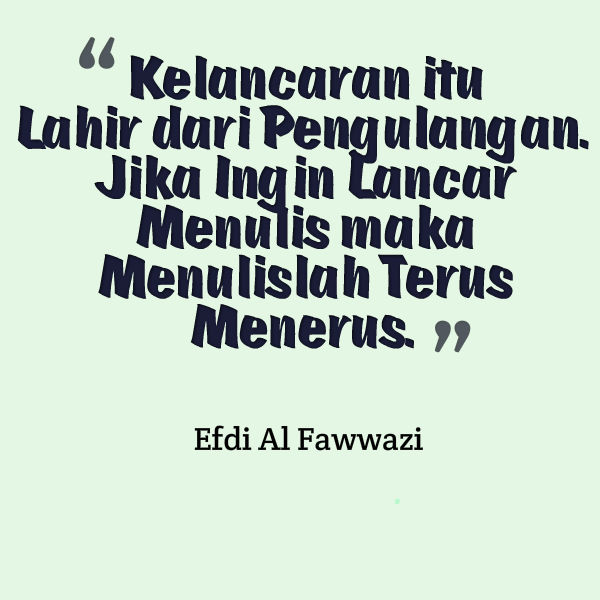 “ Kelancaran itu
Lahir dari Pengulangan.
Jika Ingin Lancar
Menulis maka
Menulislah Terus
Menerus. ”
Efdi Al Fawwazi